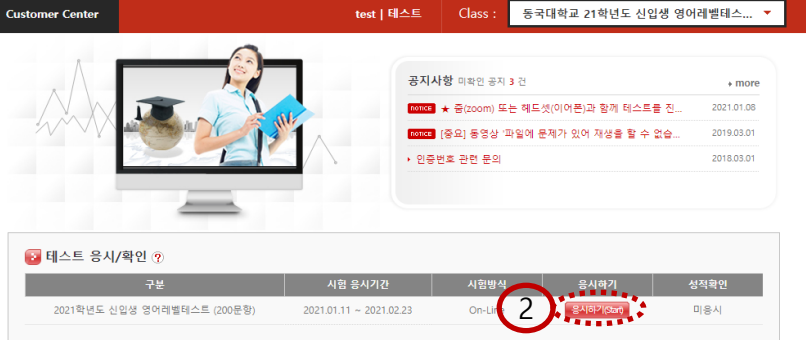 Customer Center
test | 테스트
Class :
동국대학교 21학년도 신입생 영어레벨테스...
공지사항 미확인 공지 3 건
more
NOTICE ★ 줌(zoom) 또는 헤드셋(이어폰)과 함께 테스트를 진... 2021.01.08
NOTICE [중요] 동영상 '파일에 문제가 있어 재생을 할 수 없습... 2019.03.01
인증번호 관련 문의 2018.03.01
테스트 응시/확인 ?
구분 시험 응시기간 시험방식 응시하기 성적확인
2021학년도 신입생 영어레벨테스트 (200문항) 2021.01.11 ~ 2021.02.23 On-Line 2 응시하기(Start) 미응시